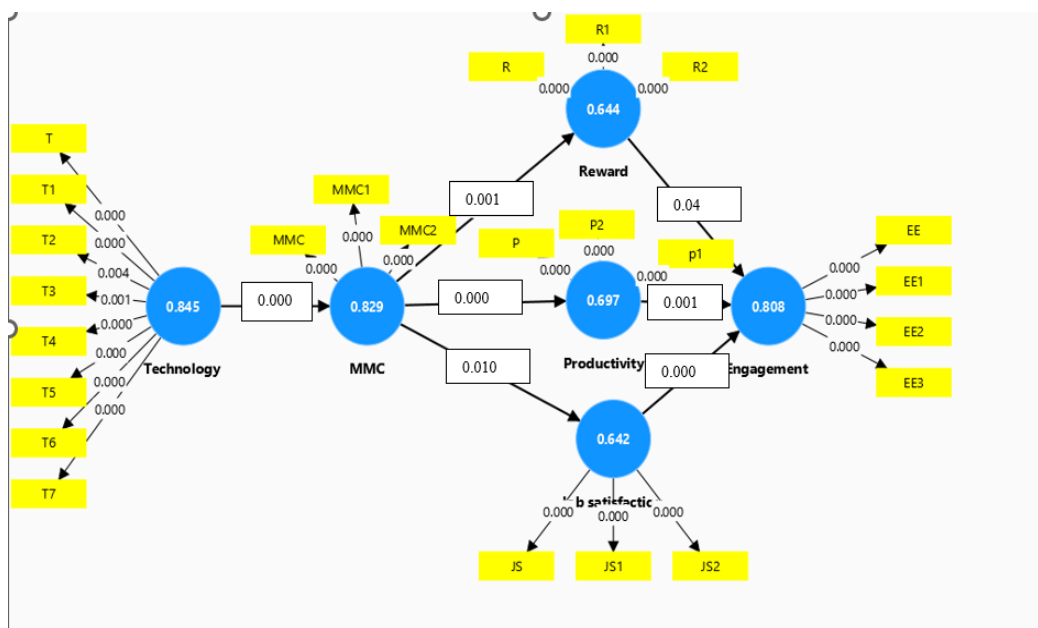 R1
R
0.000
R2
0.000
0.000
0.644
T
Reward
T1
MMC1
0.001
0.04
0.000
MMC2
P2
EE
T2
0.000
MMC
0.000
P
0.000
p1
0.004
0.000
0.000
0.000
0.000
0.000
EE1
T3
0.001
0.845
0.000
0.829
0.000
0.697
0.001
0.808
0.000
0.000
T4
0.000
EE2
0.000
0.000
Technology
MMC
0.010
Productivity
0.000
Engagement
EE3
T5
0.000
0.000
T6
0.642
T7
0.000
0.000
0.000
JS
JS1
JS2